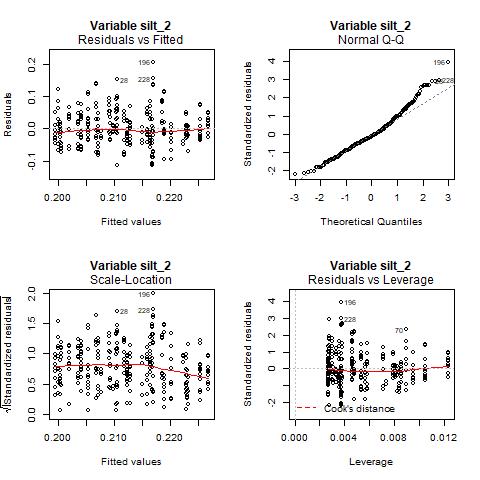 Variable silt_2
Residuals vs Fitted
196
28
228
Residuals
0.2
0.1
0.0
-0.1
0.200
0.210
0.220
Fitted values
Variable silt_2
Normal Q-Q
196
228
Standardized residuals
4
3
2
1
0
-1
-2
-3
-2
-1
0
1
2
3
Theoretical Quantiles
Variable silt_2
Scale-Location
196
28
228
√|Standardized residuals|
2.0
1.5
1.0
0.5
0.0
0.200
0.210
0.220
Fitted values
Variable silt_2
Residuals vs Leverage
196
228
70
Standardized residuals
4
3
2
0
-2
Cook's distance
0.000
0.004
0.008
0.012
Leverage